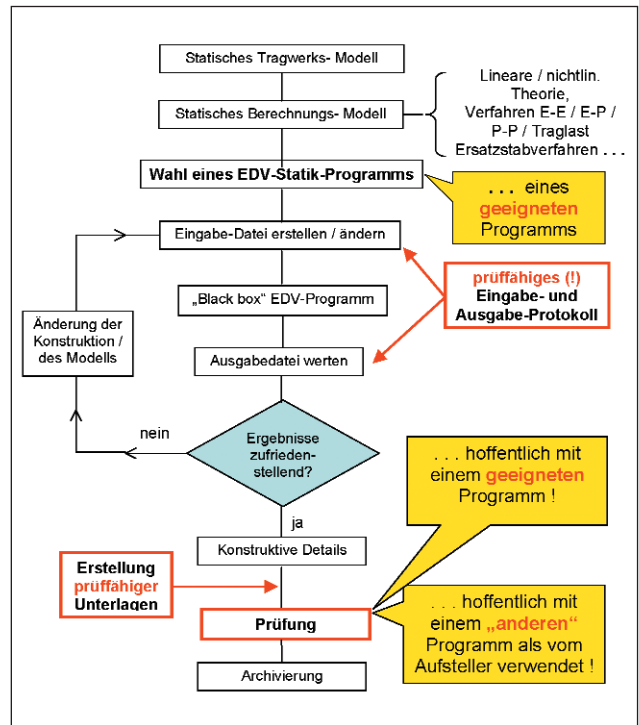 Statisches Tragwerks- Modell
Statisches Berechnungs- Modell
Lineare / nichtlin.
Theorie,
Verfahren E-E / E-P /
P-P / Traglast
Ersatzstabverfahren . . .
Wahl eines EDV-Statik-Programms
. . . eines
geeigneten
Programms
Eingabe-Datei erstellen / ändern
prüffähiges (!)
Eingabe- und
Ausgabe-Protokoll
„Black box“ EDV-Programm
Änderung der
Konstruktion /
des Modells
Ausgabedatei werten
nein
Ergebnisse
zufrieden-
stellend?
. . . hoffentlich mit
einem geeigneten
Programm !
ja
Konstruktive Details
Erstellung
prüffähiger
Unterlagen
Prüfung
. . . hoffentlich mit
einem „anderen“
Programm als vom
Aufsteller verwendet !
Archivierung